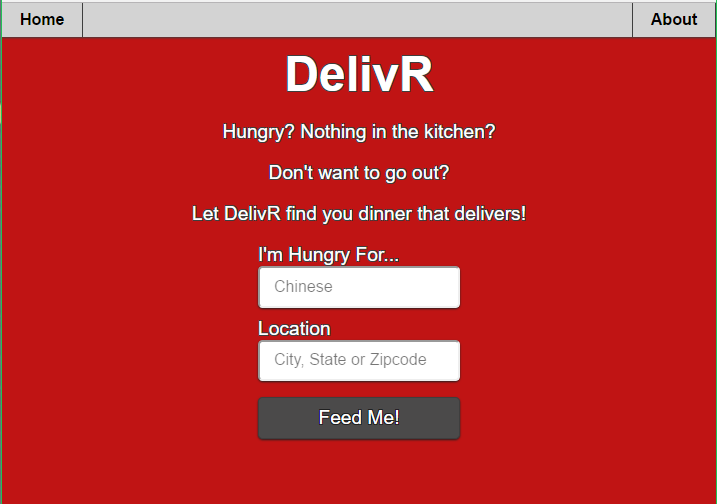 Home
About
DelivR
Hungry? Nothing in the kitchen?
Don't want to go out?
Let DelivR find you dinner that delivers!
I'm Hungry For...
Chinese
Location
City, State or Zipcode
Feed Me!